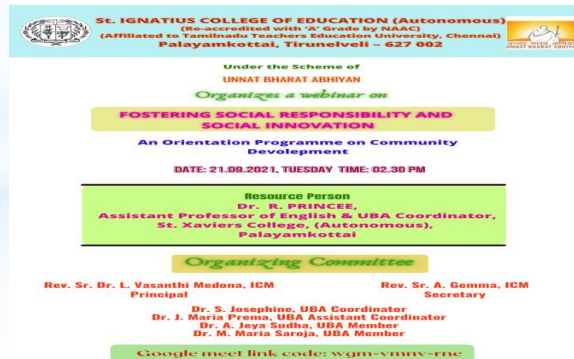 St. IGNATIUS COLLEGE OF EDUCATION (Autonomous)
(Re-accredited with 'A' Grade by NAAC)
(Affiliated to Tamilnadu Teachers Education University, Chennai)
Palayamkottai, Tirunelveli – 627 002
UNNAT BHARAT ABHIYAN
Under the Scheme of
UNNAT BHARAT ABHIYAN
Organizes a webinar on
FOSTERING SOCIAL RESPONSIBILITY AND
SOCIAL INNOVATION
An Orientation Programme on Community
Devolepment
DATE: 21.09.2021, TUESDAY TIME: 02.30 PM
Resource Person
Dr. R. PRINCEE,
Assistant Professor of English & UBA Coordinator,
St. Xaviers College, (Autonomous),
Palayamkottai
Organizing Committee
Rev. Sr. Dr. L. Vasanthi Medona, ICM
Principal
Rev. Sr. A. Gemma, ICM
Secretary
Dr. S. Josephine, UBA Coordinator
Dr. J. Maria Prema, UBA Assistant Coordinator
Dr. A. Jeya Sudha, UBA Member
Dr. M. Maria Saroja, UBA Member
Google meet link code: wgm-vmnv-rne